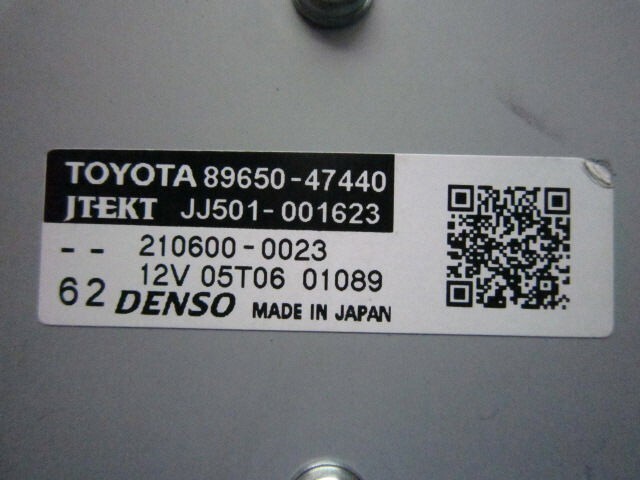 TOYOTA 89650-47440
JTEKT JJ501-001623
-- 210600-0023
12V 05T06 01089
62 DENSO MADE IN JAPAN